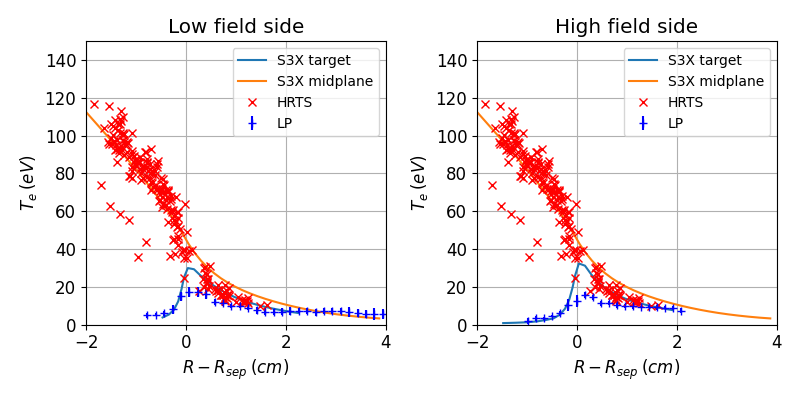 Low field side
High field side
S3X target
S3X midplane
HRTS
LP
S3X target
S3X midplane
HRTS
LP
140
120
100
80
60
40
20
0
140
120
100
80
60
40
20
0
T_e (eV)
T_e (eV)
−2
0
2
4
−2
0
2
4
R − R_sep (cm)
R − R_sep (cm)